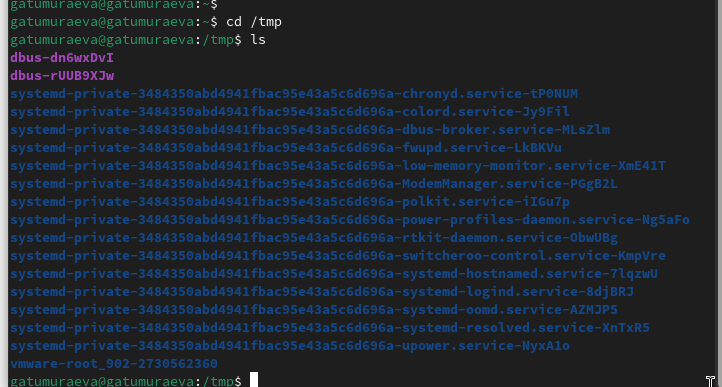 gatumuraeva@gatumuraeva:~$
gatumuraeva@gatumuraeva:~$ cd /tmp
gatumuraeva@gatumuraeva:/tmp$ ls
dbus-dn6wxDvI
dbus-rUUB9XJw
systemd-private-3484350abd4941fbac95e43a5c6d696a-chronyd.service-tP0NUM
systemd-private-3484350abd4941fbac95e43a5c6d696a-colord.service-Jy9Fil
systemd-private-3484350abd4941fbac95e43a5c6d696a-dbus-broker.service-MLsZlm
systemd-private-3484350abd4941fbac95e43a5c6d696a-fwupd.service-LkBKVu
systemd-private-3484350abd4941fbac95e43a5c6d696a-low-memory-monitor.service-XmE41T
systemd-private-3484350abd4941fbac95e43a5c6d696a-ModemManager.service-PGgB2L
systemd-private-3484350abd4941fbac95e43a5c6d696a-polkit.service-iIGu7p
systemd-private-3484350abd4941fbac95e43a5c6d696a-power-profiles-daemon.service-Ng5aFo
systemd-private-3484350abd4941fbac95e43a5c6d696a-rtkit-daemon.service-ObwUBg
systemd-private-3484350abd4941fbac95e43a5c6d696a-switcheroo-control.service-KmpVre
systemd-private-3484350abd4941fbac95e43a5c6d696a-systemd-hostnamed.service-7lqzwU
systemd-private-3484350abd4941fbac95e43a5c6d696a-systemd-logind.service-8djBRJ
systemd-private-3484350abd4941fbac95e43a5c6d696a-systemd-oomd.service-AZMJP5
systemd-private-3484350abd4941fbac95e43a5c6d696a-systemd-resolved.service-XnTxR5
systemd-private-3484350abd4941fbac95e43a5c6d696a-upower.service-NyxA1o
vmware-root_902-2730562360
gatumuraeva@gatumuraeva:/tmp$